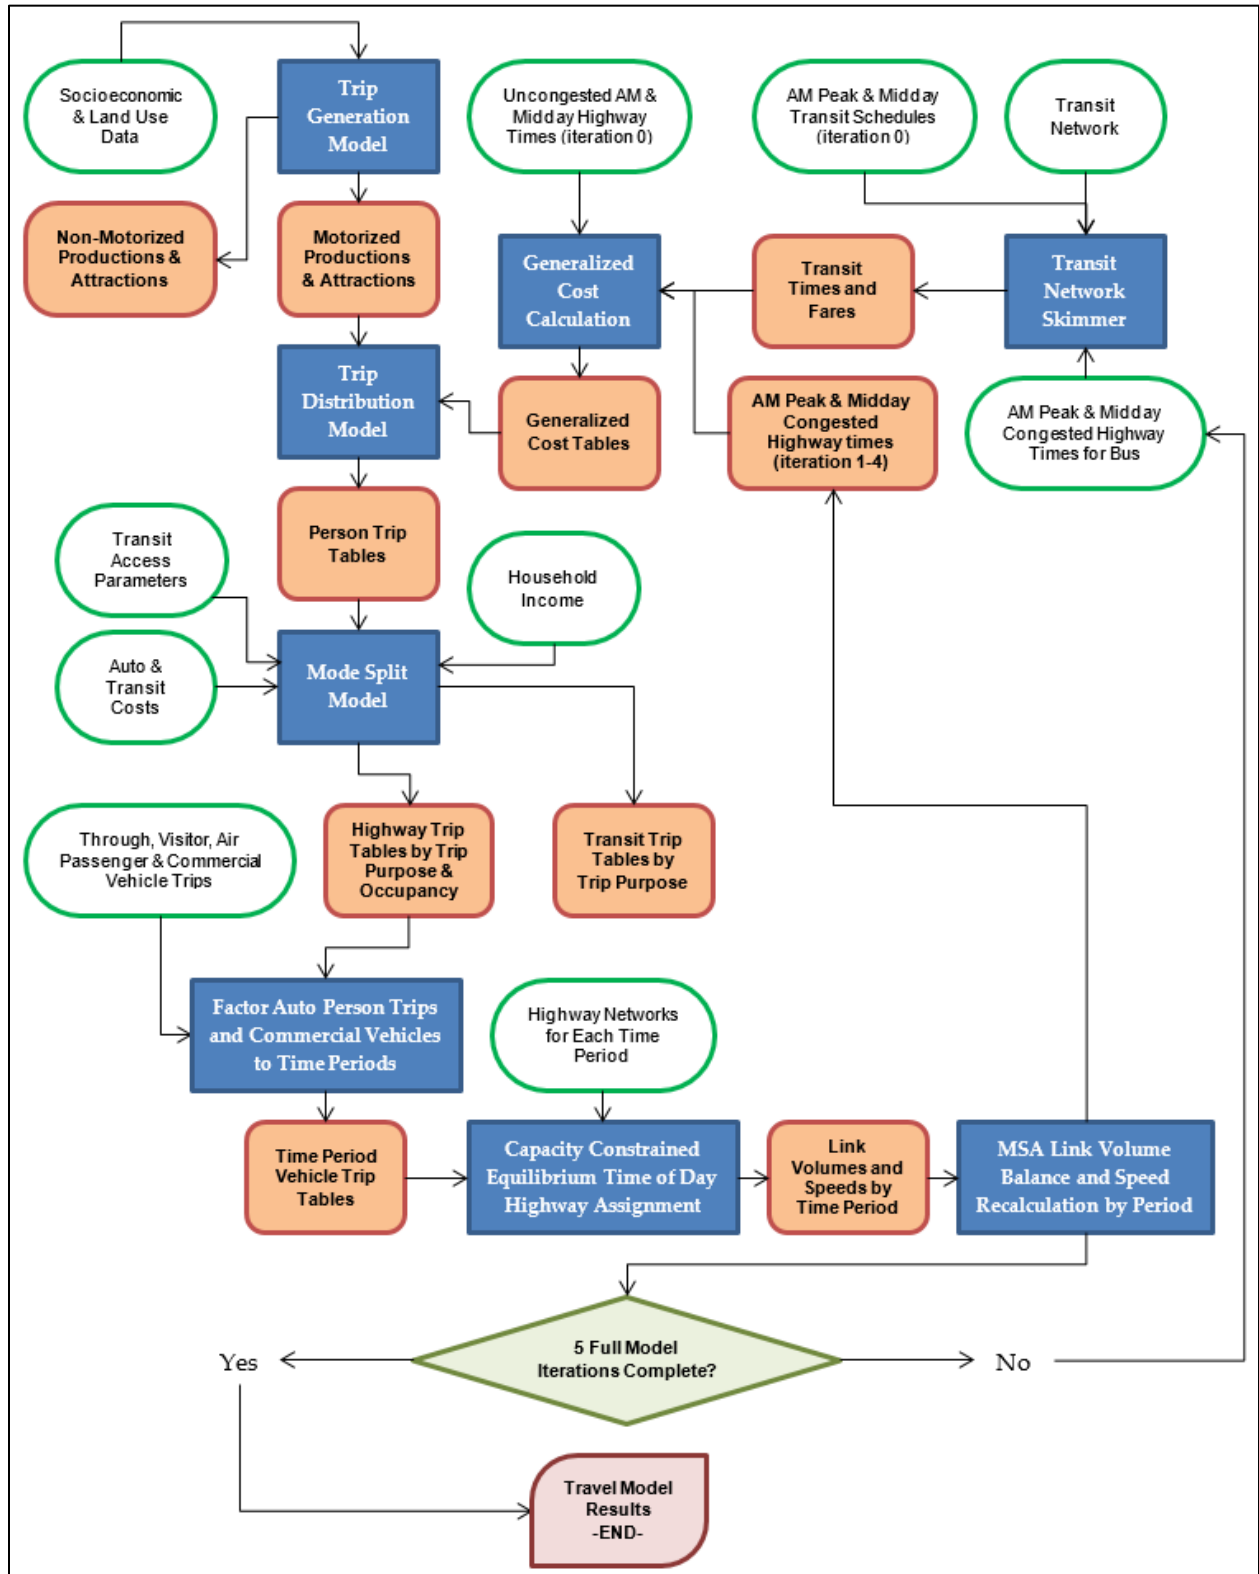 Socioeconomic
& Land Use
Data
Trip
Generation
Model
Uncongested AM &
Midday Highway
Times (iteration 0)
AM Peak & Midday
Transit Schedules
(iteration 0)
Transit
Network
Non-Motorized
Productions &
Attractions
Motorized
Productions
& Attractions
Generalized
Cost
Calculation
Transit
Times and
Fares
Transit
Network
Skimmer
Trip
Distribution
Model
Generalized
Cost Tables
AM Peak & Midday
Congested
Highway times
(iteration 1-4)
AM Peak & Midday
Congested Highway
Times for Bus
Transit
Access
Parameters
Person Trip
Tables
Household
Income
Auto &
Transit
Costs
Mode Split
Model
Through, Visitor, Air
Passenger & Commercial
Vehicle Trips
Highway Trip
Tables by Trip
Purpose &
Occupancy
Transit Trip
Tables by
Trip Purpose
Factor Auto Person Trips
and Commercial Vehicles
to Time Periods
Highway Networks
for Each Time
Period
Time Period
Vehicle Trip
Tables
Capacity Constrained
Equilibrium Time of Day
Highway Assignment
Link
Volumes and
Speeds by
Time Period
MSA Link Volume
Balance and Speed
Recalculation by Period
5 Full Model
Iterations Complete?
Yes
No
Travel Model
Results
-END-